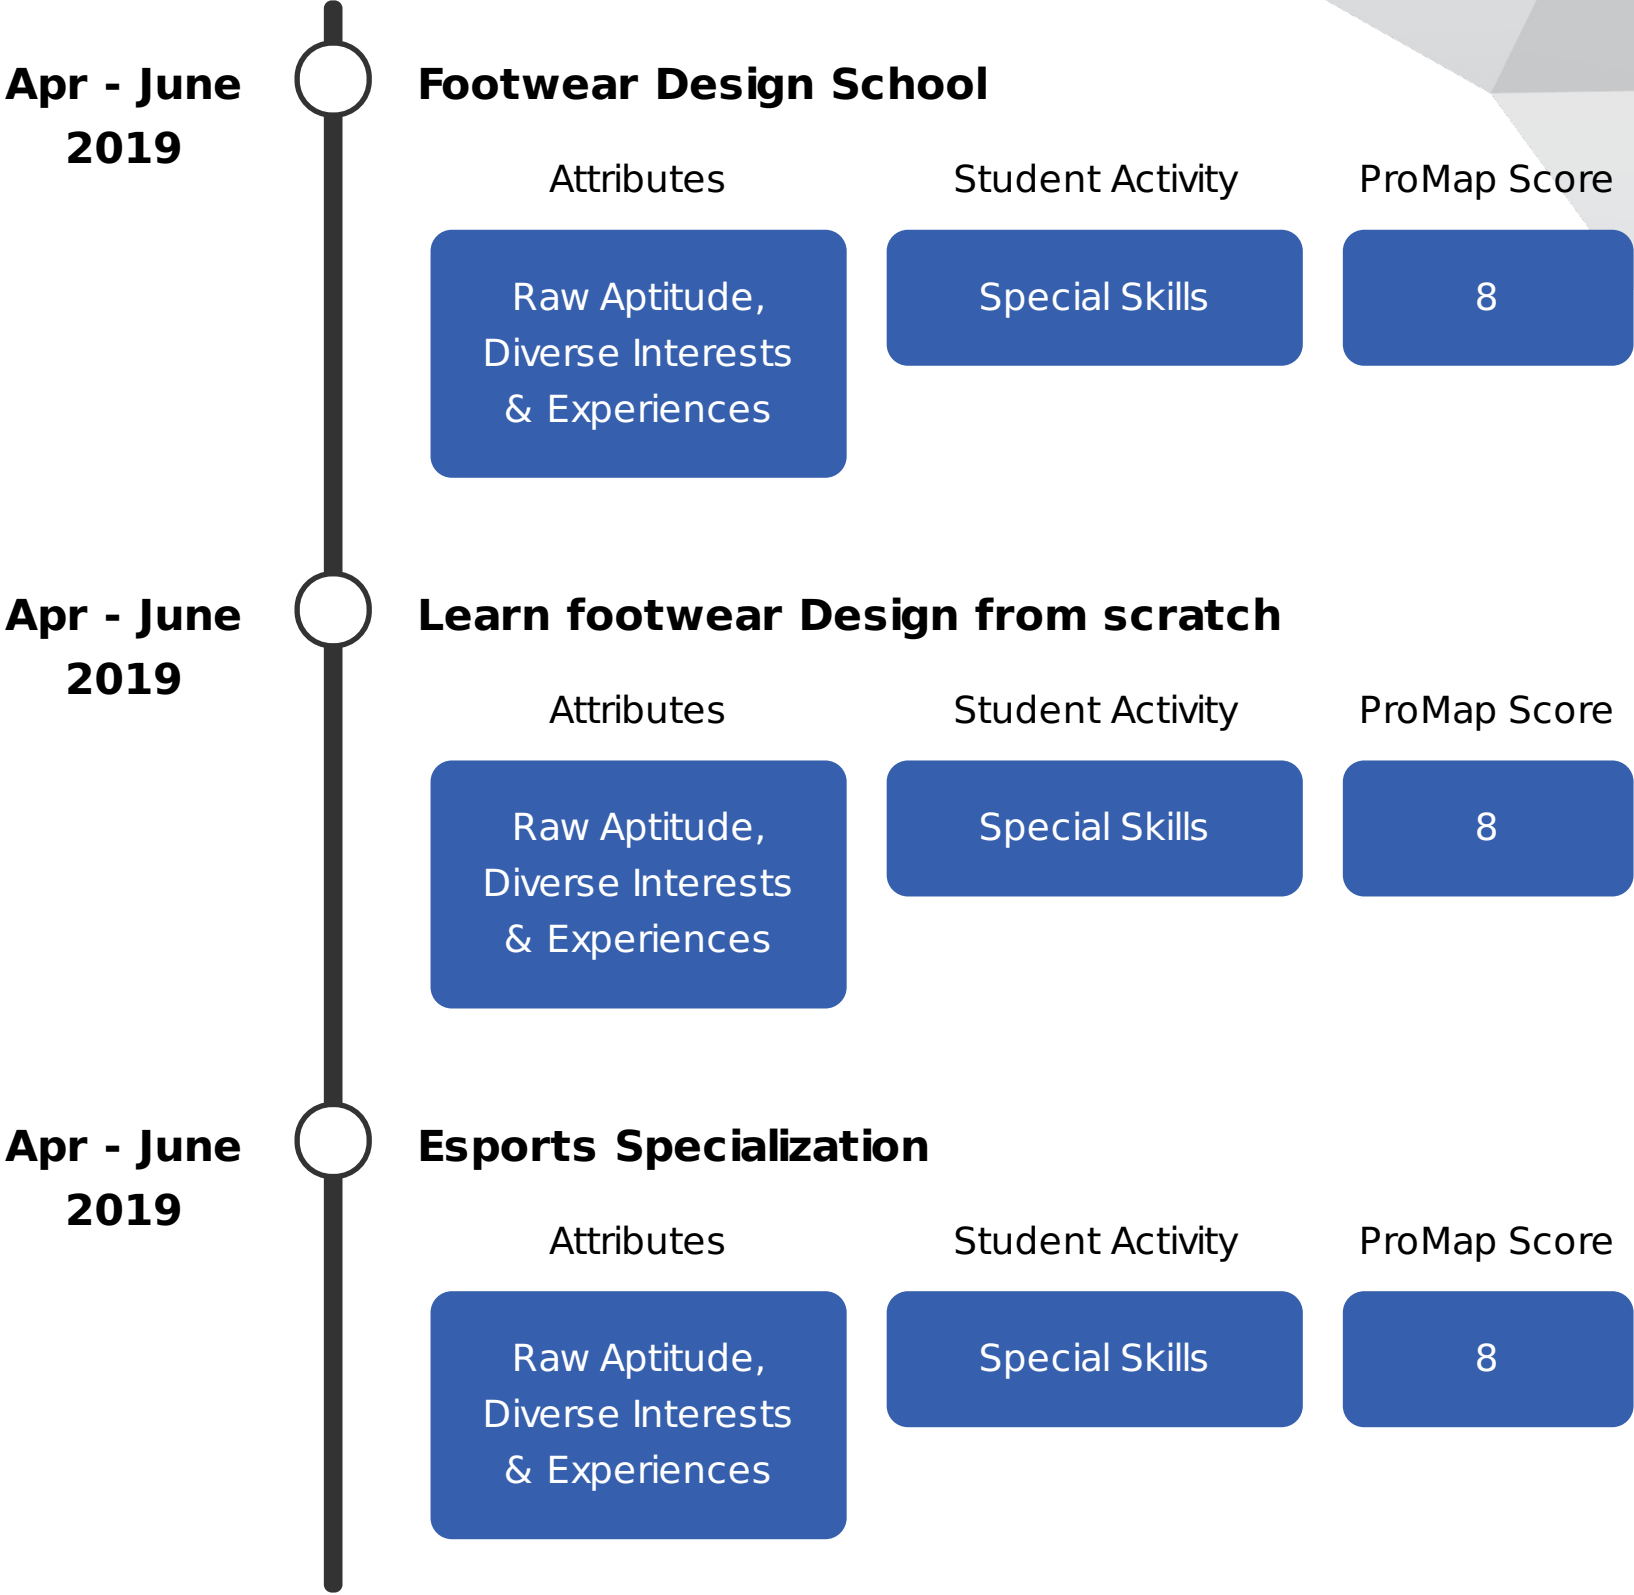 Apr - June
2019
Footwear Design School
Attributes
Student Activity
ProMap Score
Raw Aptitude,
Diverse Interests
& Experiences
Special Skills
8
Apr - June
2019
Learn footwear Design from scratch
Attributes
Student Activity
ProMap Score
Raw Aptitude,
Diverse Interests
& Experiences
Special Skills
8
Apr - June
2019
Esports Specialization
Attributes
Student Activity
ProMap Score
Raw Aptitude,
Diverse Interests
& Experiences
Special Skills
8